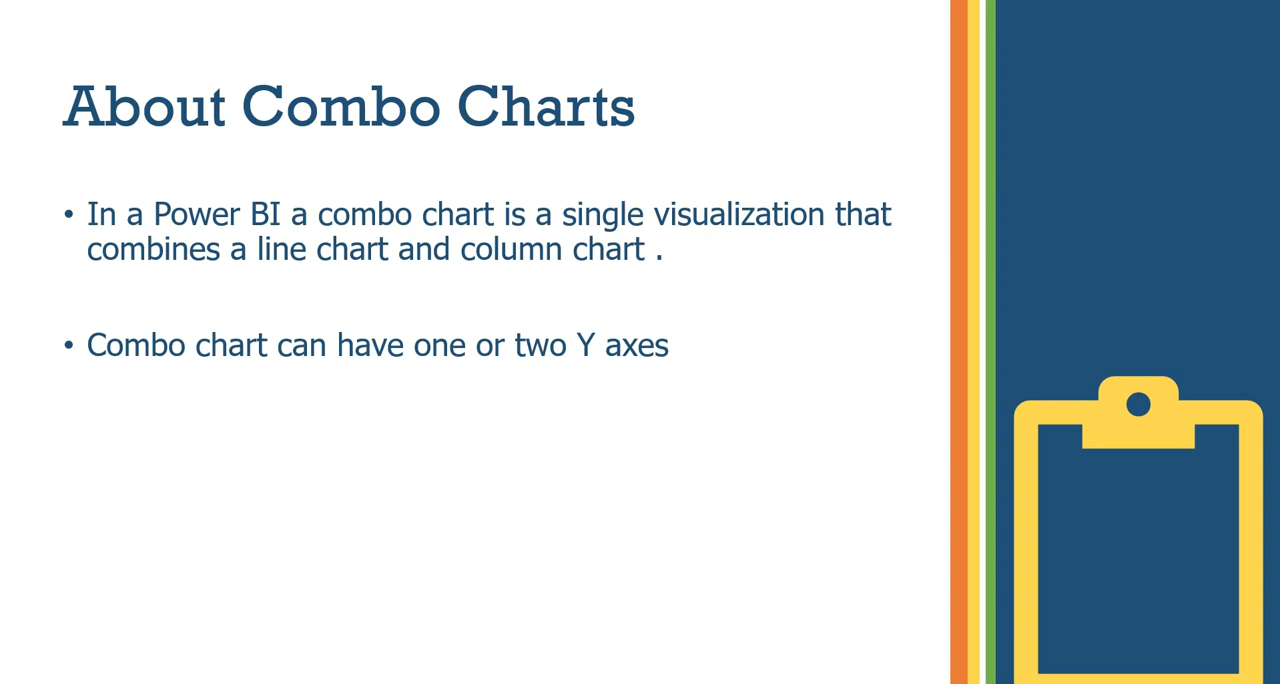 About Combo Charts
• In a Power BI a combo chart is a single visualization that
combines a line chart and column chart .
• Combo chart can have one or two Y axes